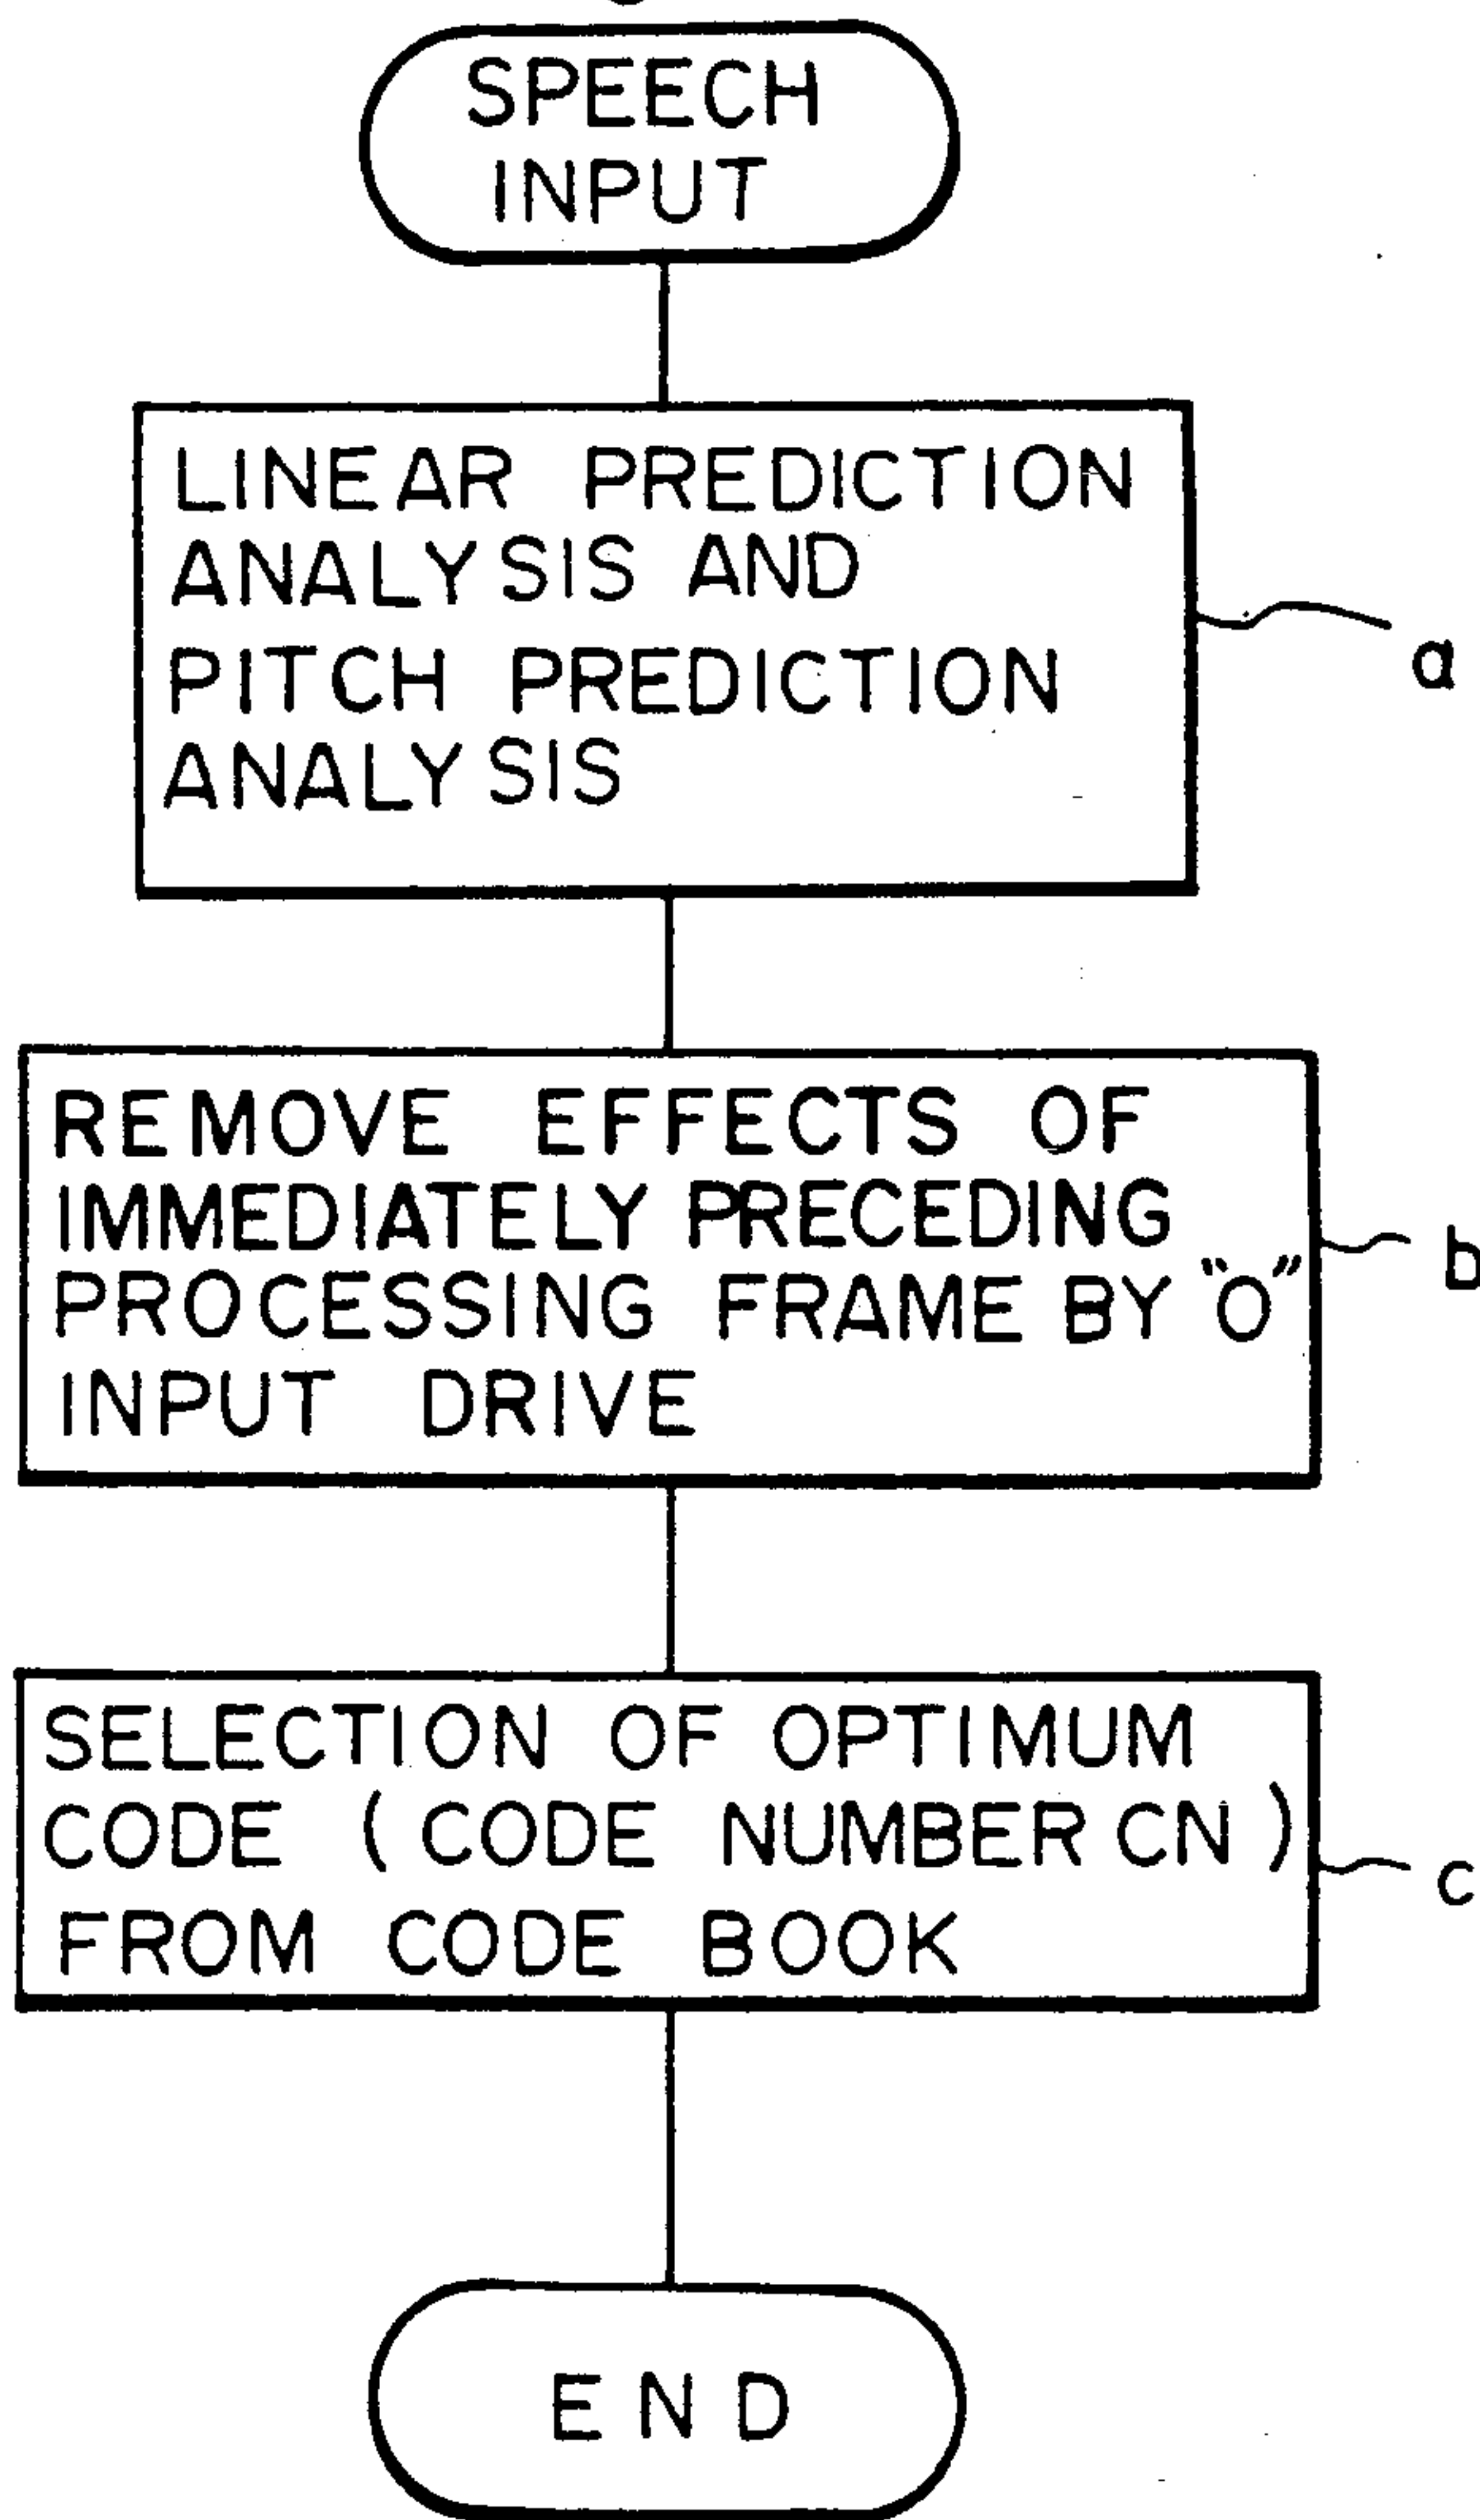 SPEECH
INPUT
LINEAR PREDICTION
ANALYSIS AND
PITCH PREDICTION
ANALYSIS
a
REMOVE EFFECTS OF
IMMEDIATELY PRECEDING
PROCESSING FRAME BY "0"
INPUT DRIVE
b
SELECTION OF OPTIMUM
CODE (CODE NUMBER CN)
FROM CODE BOOK
c
END